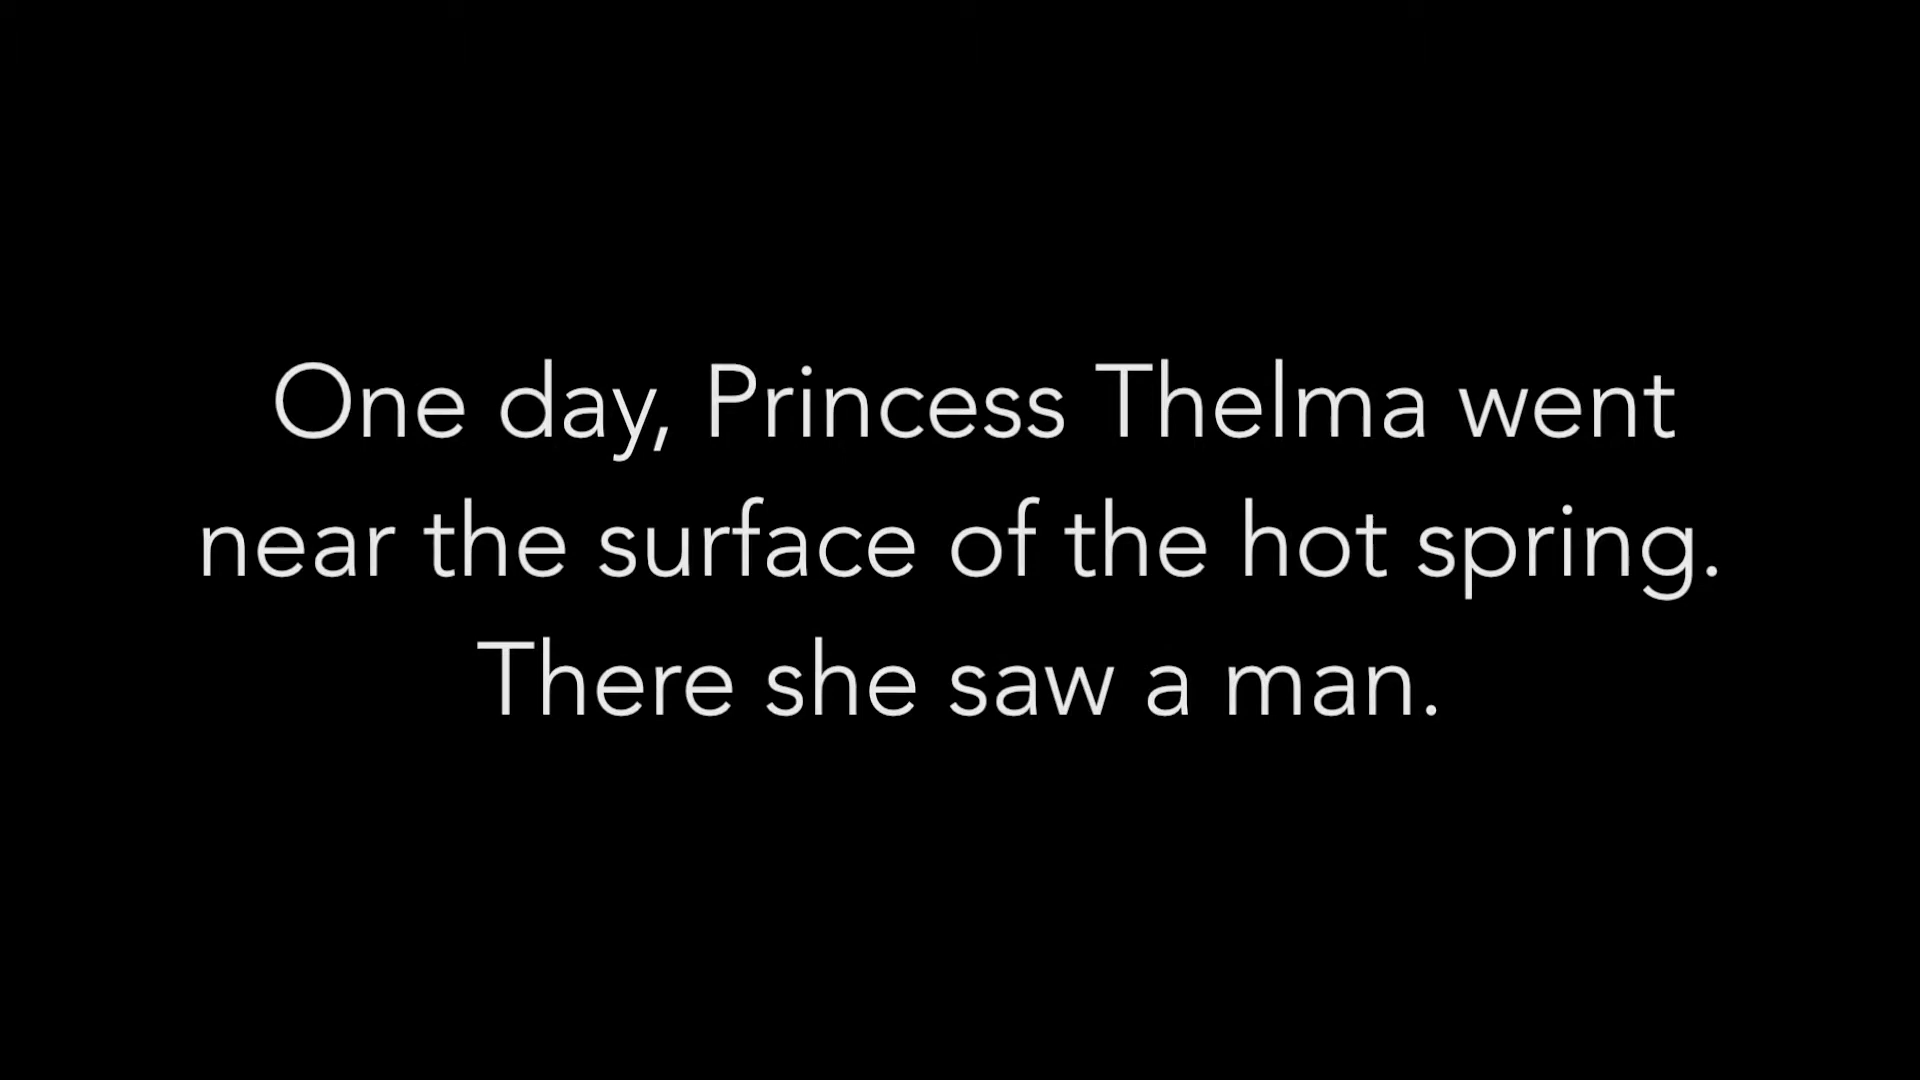 One day, Princess Thelma went
near the surface of the hot spring.
There she saw a man.